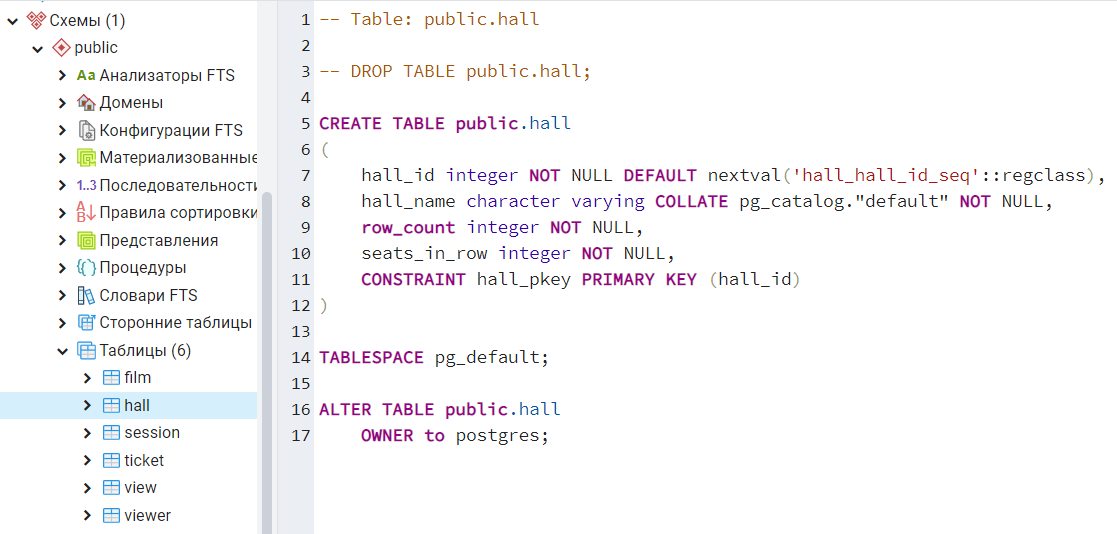 Схемы (1)
public
Aa Анализаторы FTS
Домены
Конфигурации FTS
Материализованные
1..3 Последовательности
Правила сортировки
Представления
Процедуры
Словари FTS
Сторонние таблицы
Таблицы (6)
film
hall
session
ticket
view
viewer
1 -- Table: public.hall
2
3 -- DROP TABLE public.hall;
4
5 CREATE TABLE public.hall
6 (
7     hall_id integer NOT NULL DEFAULT nextval('hall_hall_id_seq'::regclass),
8     hall_name character varying COLLATE pg_catalog."default" NOT NULL,
9     row_count integer NOT NULL,
10     seats_in_row integer NOT NULL,
11     CONSTRAINT hall_pkey PRIMARY KEY (hall_id)
12 )
13
14 TABLESPACE pg_default;
15
16 ALTER TABLE public.hall
17     OWNER to postgres;